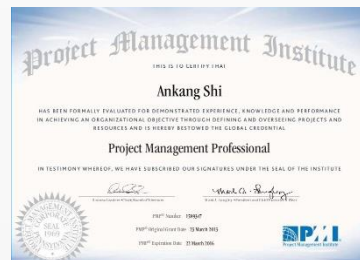 Project Management Institute
THIS IS TO CERTIFY THAT
Ankang Shi
HAS BEEN FORMALLY EVALUATED FOR DEMONSTRATED EXPERIENCE, KNOWLEDGE AND PERFORMANCE
IN ACHIEVING AN ORGANIZATIONAL OBJECTIVE THROUGH DEFINING AND OVERSEEING PROJECTS AND
RESOURCES AND IS HEREBY BESTOWED THE GLOBAL CREDENTIAL
Project Management Professional
IN TESTIMONY WHEREOF, WE HAVE SUBSCRIBED OUR SIGNATURES UNDER THE SEAL OF THE INSTITUTE
PMP® Number
PMP® Original Grant Date
PMP® Expiration Date
SEAL
1969
PMI
Project Management Institute